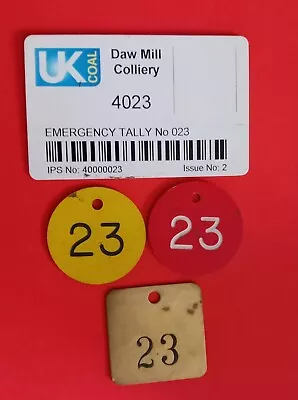 UK
COAL
Daw Mill
Colliery
4023
EMERGENCY TALLY No 023
IPS No: 40000023 Issue No: 2
23
23
23